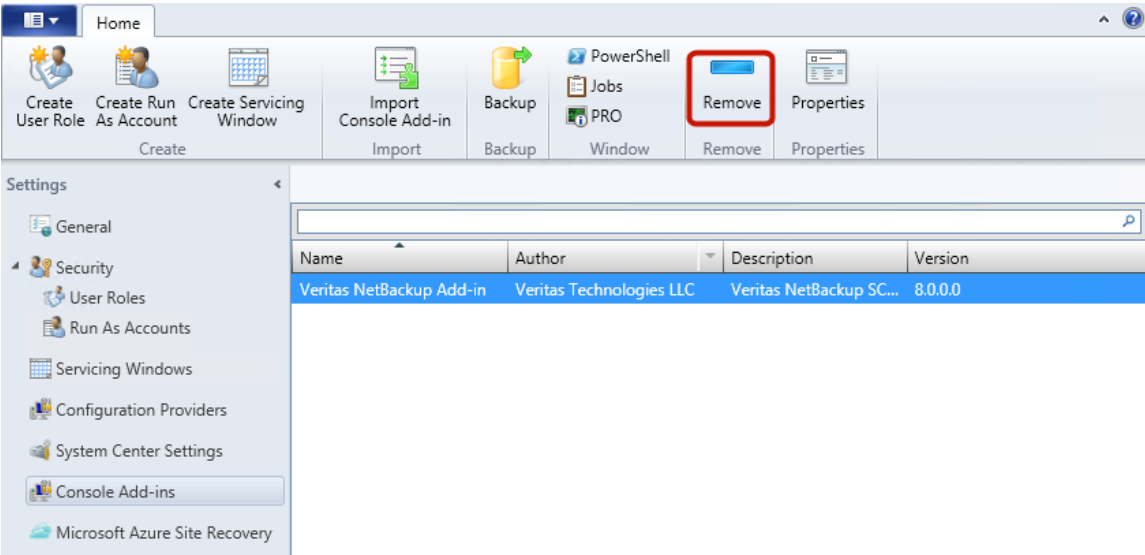 Home
Create User Role
Create Run As Account
Create Servicing Window
Create
Import Console Add-in
Import
Backup
Backup
PowerShell
Jobs
PRO
Window
Remove
Remove
Properties
Properties
Settings
General
Security
User Roles
Run As Accounts
Servicing Windows
Configuration Providers
System Center Settings
Console Add-ins
Microsoft Azure Site Recovery
Name Author Description Version
Veritas NetBackup Add-in Veritas Technologies LLC Veritas NetBackup SC... 8.0.0.0